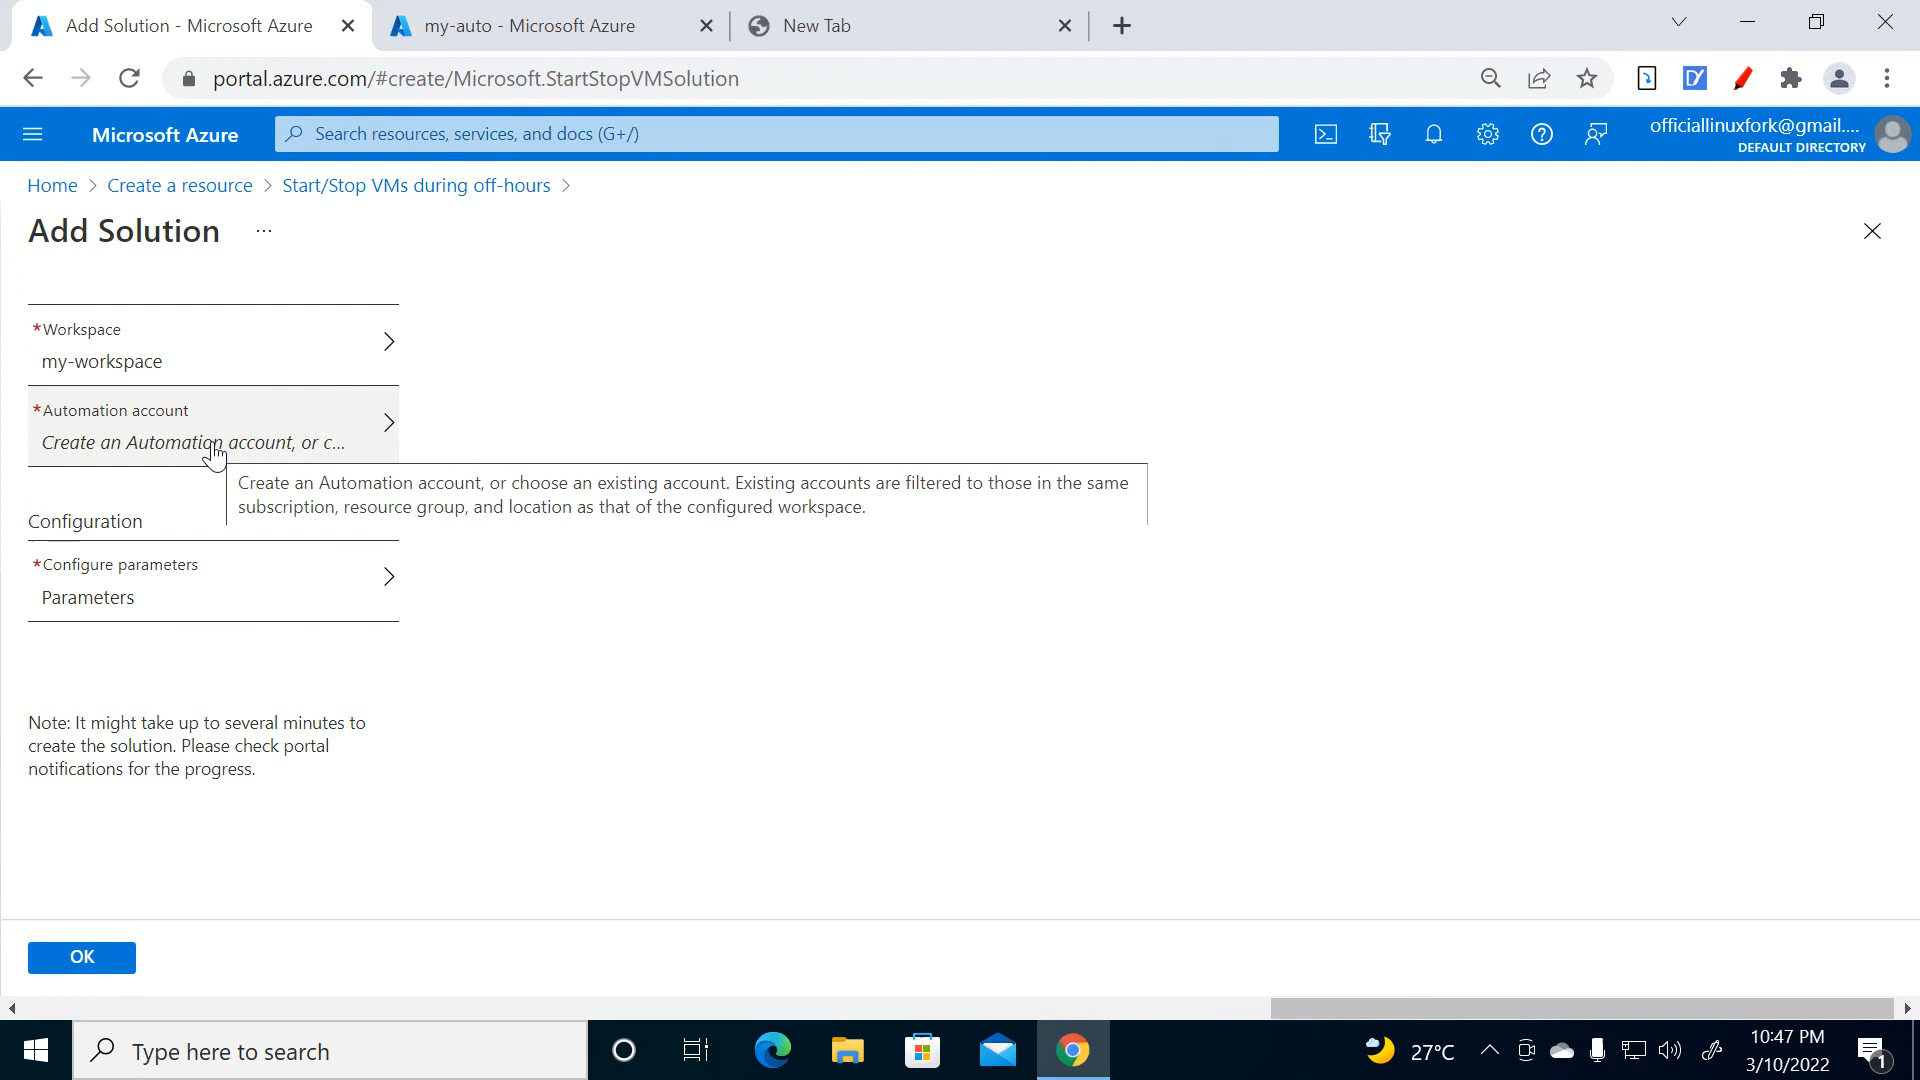 Add Solution - Microsoft Azure
my-auto - Microsoft Azure
New Tab
portal.azure.com/#create/Microsoft.StartStopVMSolution
Microsoft Azure
Search resources, services, and docs (G+/)
officiallinuxfork@gmail....
DEFAULT DIRECTORY
Home > Create a resource > Start/Stop VMs during off-hours >
Add Solution ...
*Workspace
my-workspace
*Automation account
Create an Automation account, or c...
Create an Automation account, or choose an existing account. Existing accounts are filtered to those in the same
subscription, resource group, and location as that of the configured workspace.
Configuration
*Configure parameters
Parameters
Note: It might take up to several minutes to
create the solution. Please check portal
notifications for the progress.
OK
Type here to search
27°C
10:47 PM
3/10/2022
1